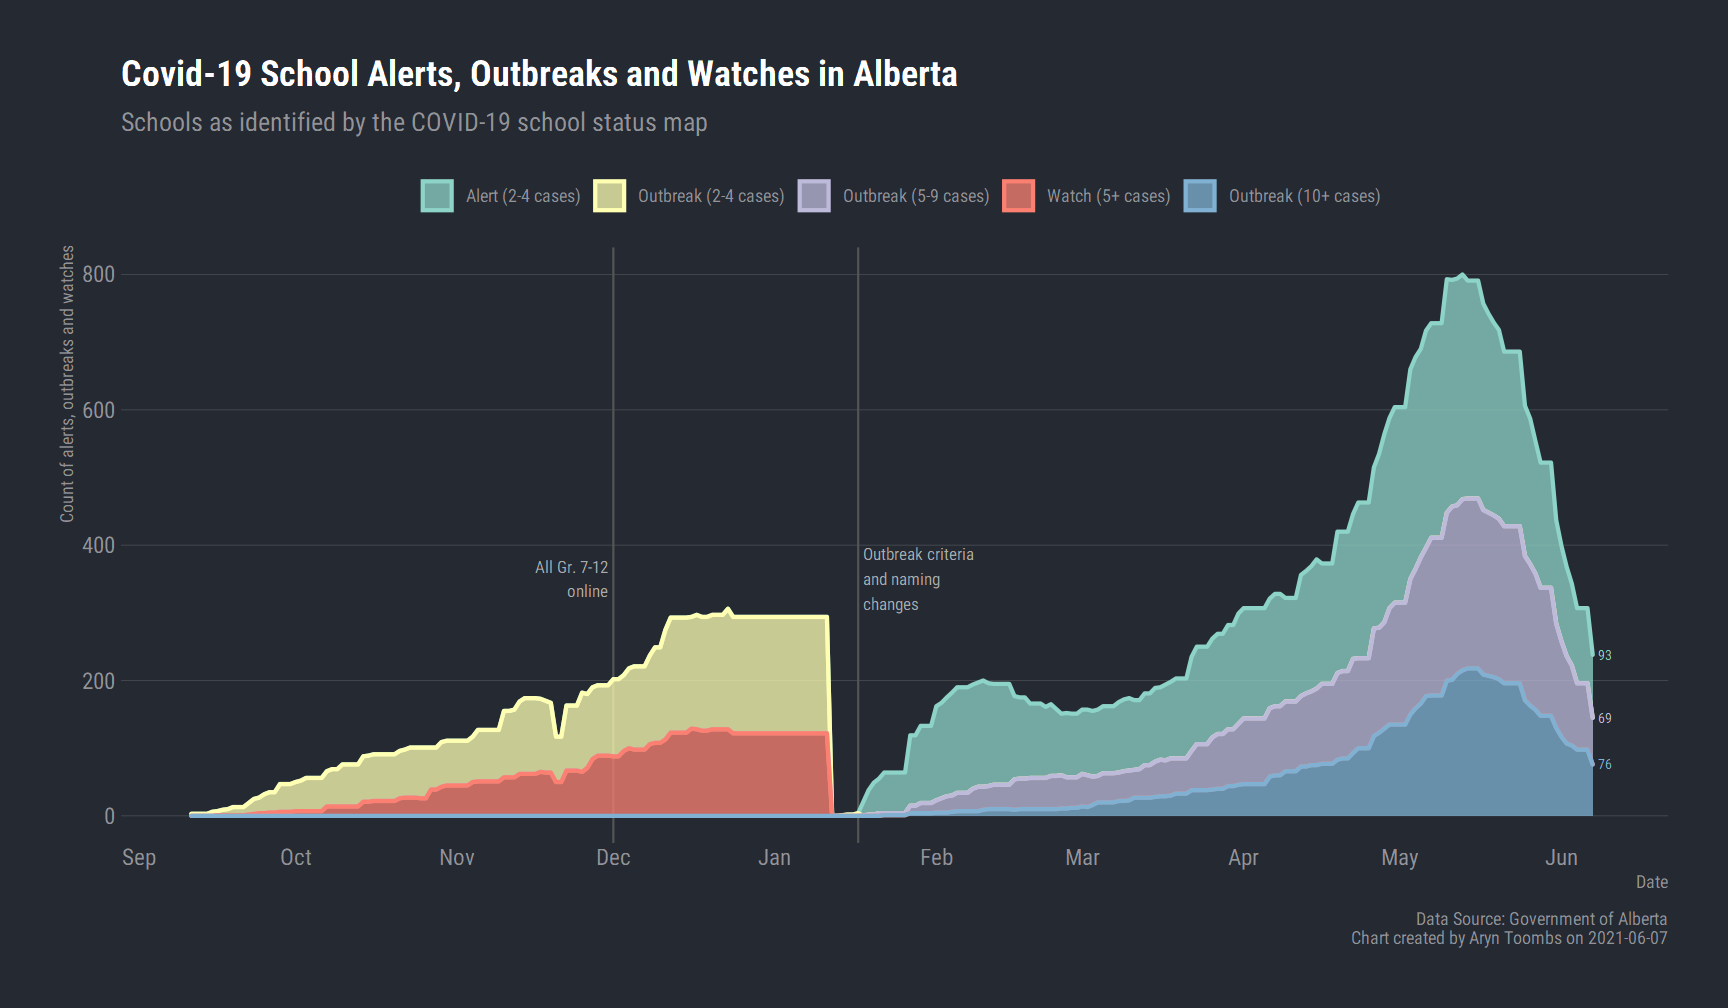 Covid-19 School Alerts, Outbreaks and Watches in Alberta
Schools as identified by the COVID-19 school status map
Alert (2-4 cases)
Outbreak (2-4 cases)
Outbreak (5-9 cases)
Watch (5+ cases)
Outbreak (10+ cases)
Count of alerts, outbreaks and watches
800
600
400
200
0
All Gr. 7-12
online
Outbreak criteria
and naming
changes
93
69
76
Sep
Oct
Nov
Dec
Jan
Feb
Mar
Apr
May
Jun
Date
Data Source: Government of Alberta
Chart created by Aryn Toombs on 2021-06-07